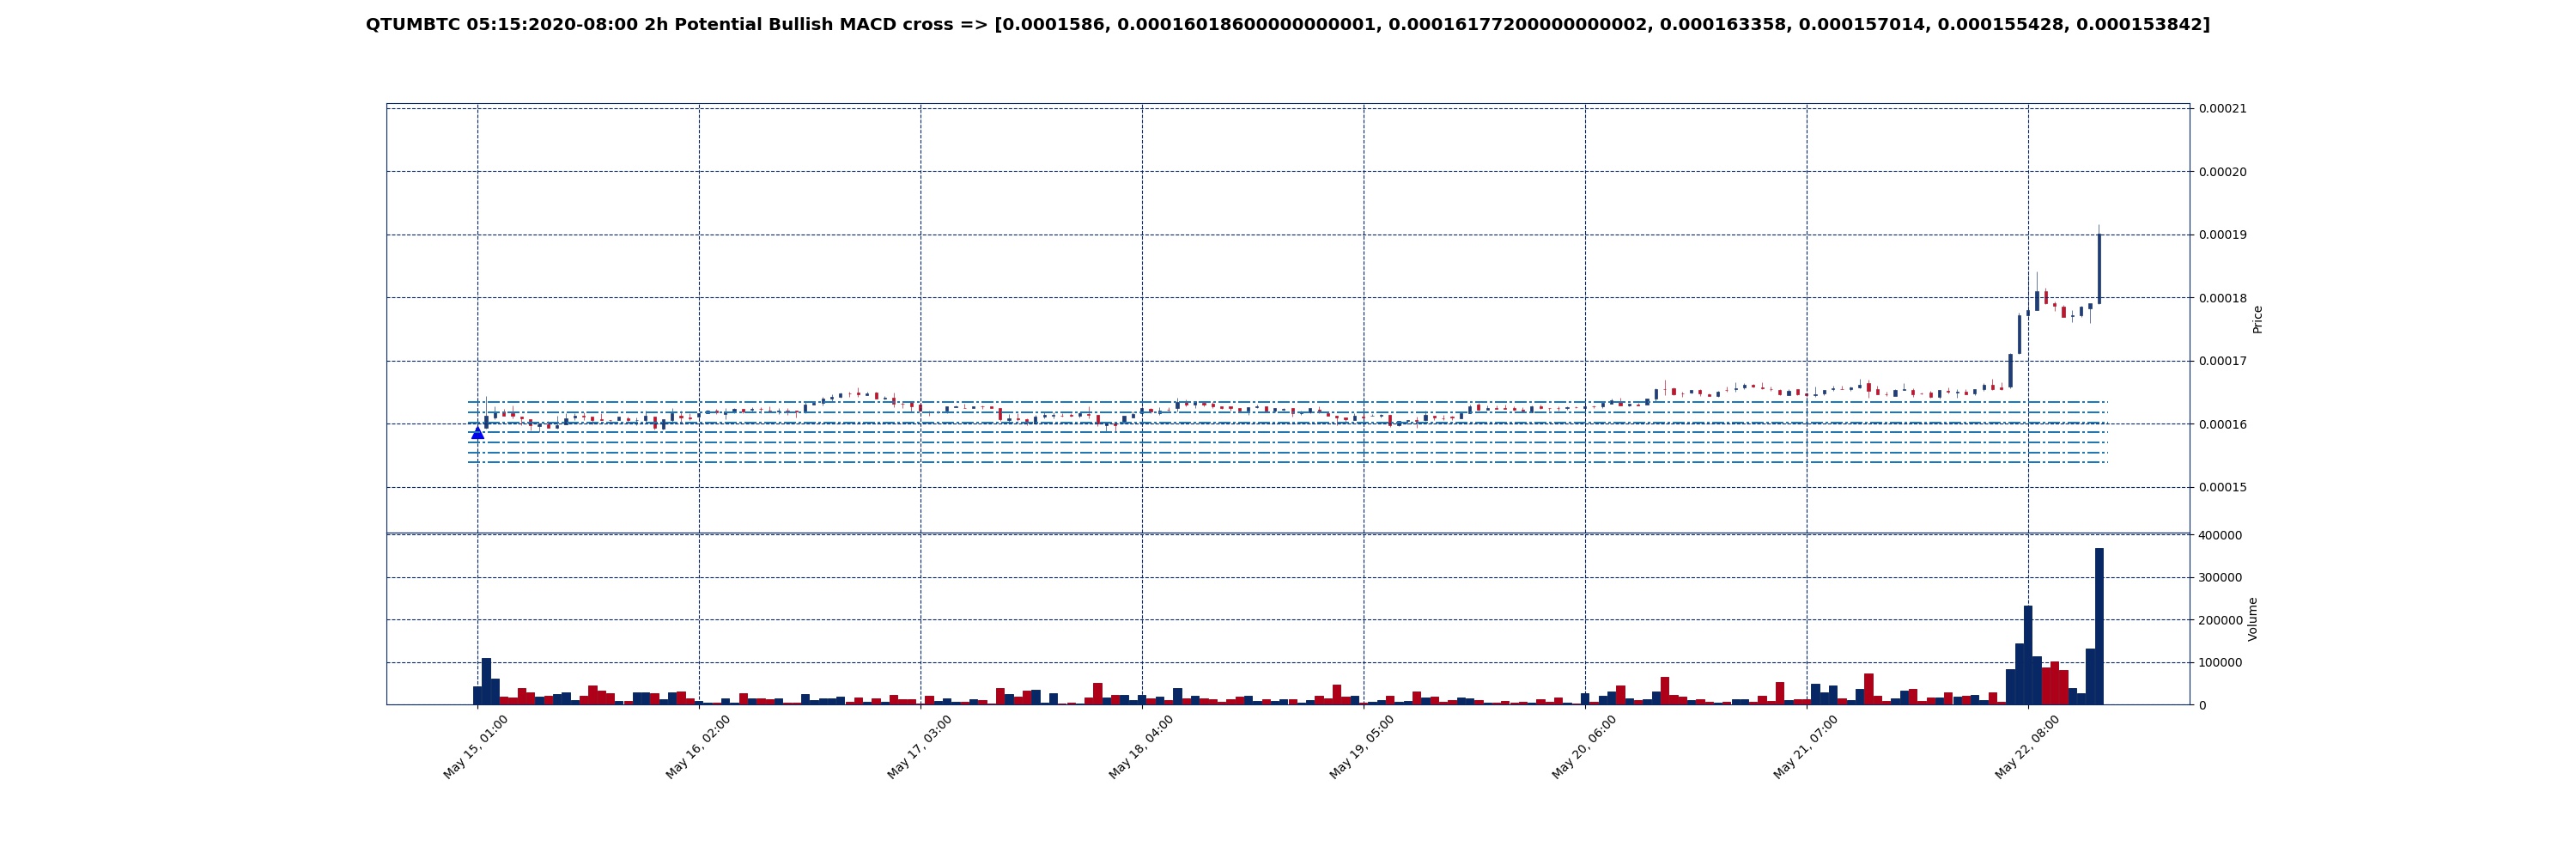 QTUMBTC 05:15:2020-08:00 2h Potential Bullish MACD cross => [0.0001586, 0.00016018600000000001, 0.00016177200000000002, 0.000163358, 0.000157014, 0.000155428, 0.000153842]
0.00021
0.00020
0.00019
0.00018
0.00017
0.00016
0.00015
Price
400000
300000
200000
100000
0
Volume
May 15, 01:00
May 16, 02:00
May 17, 03:00
May 18, 04:00
May 19, 05:00
May 20, 06:00
May 21, 07:00
May 22, 08:00